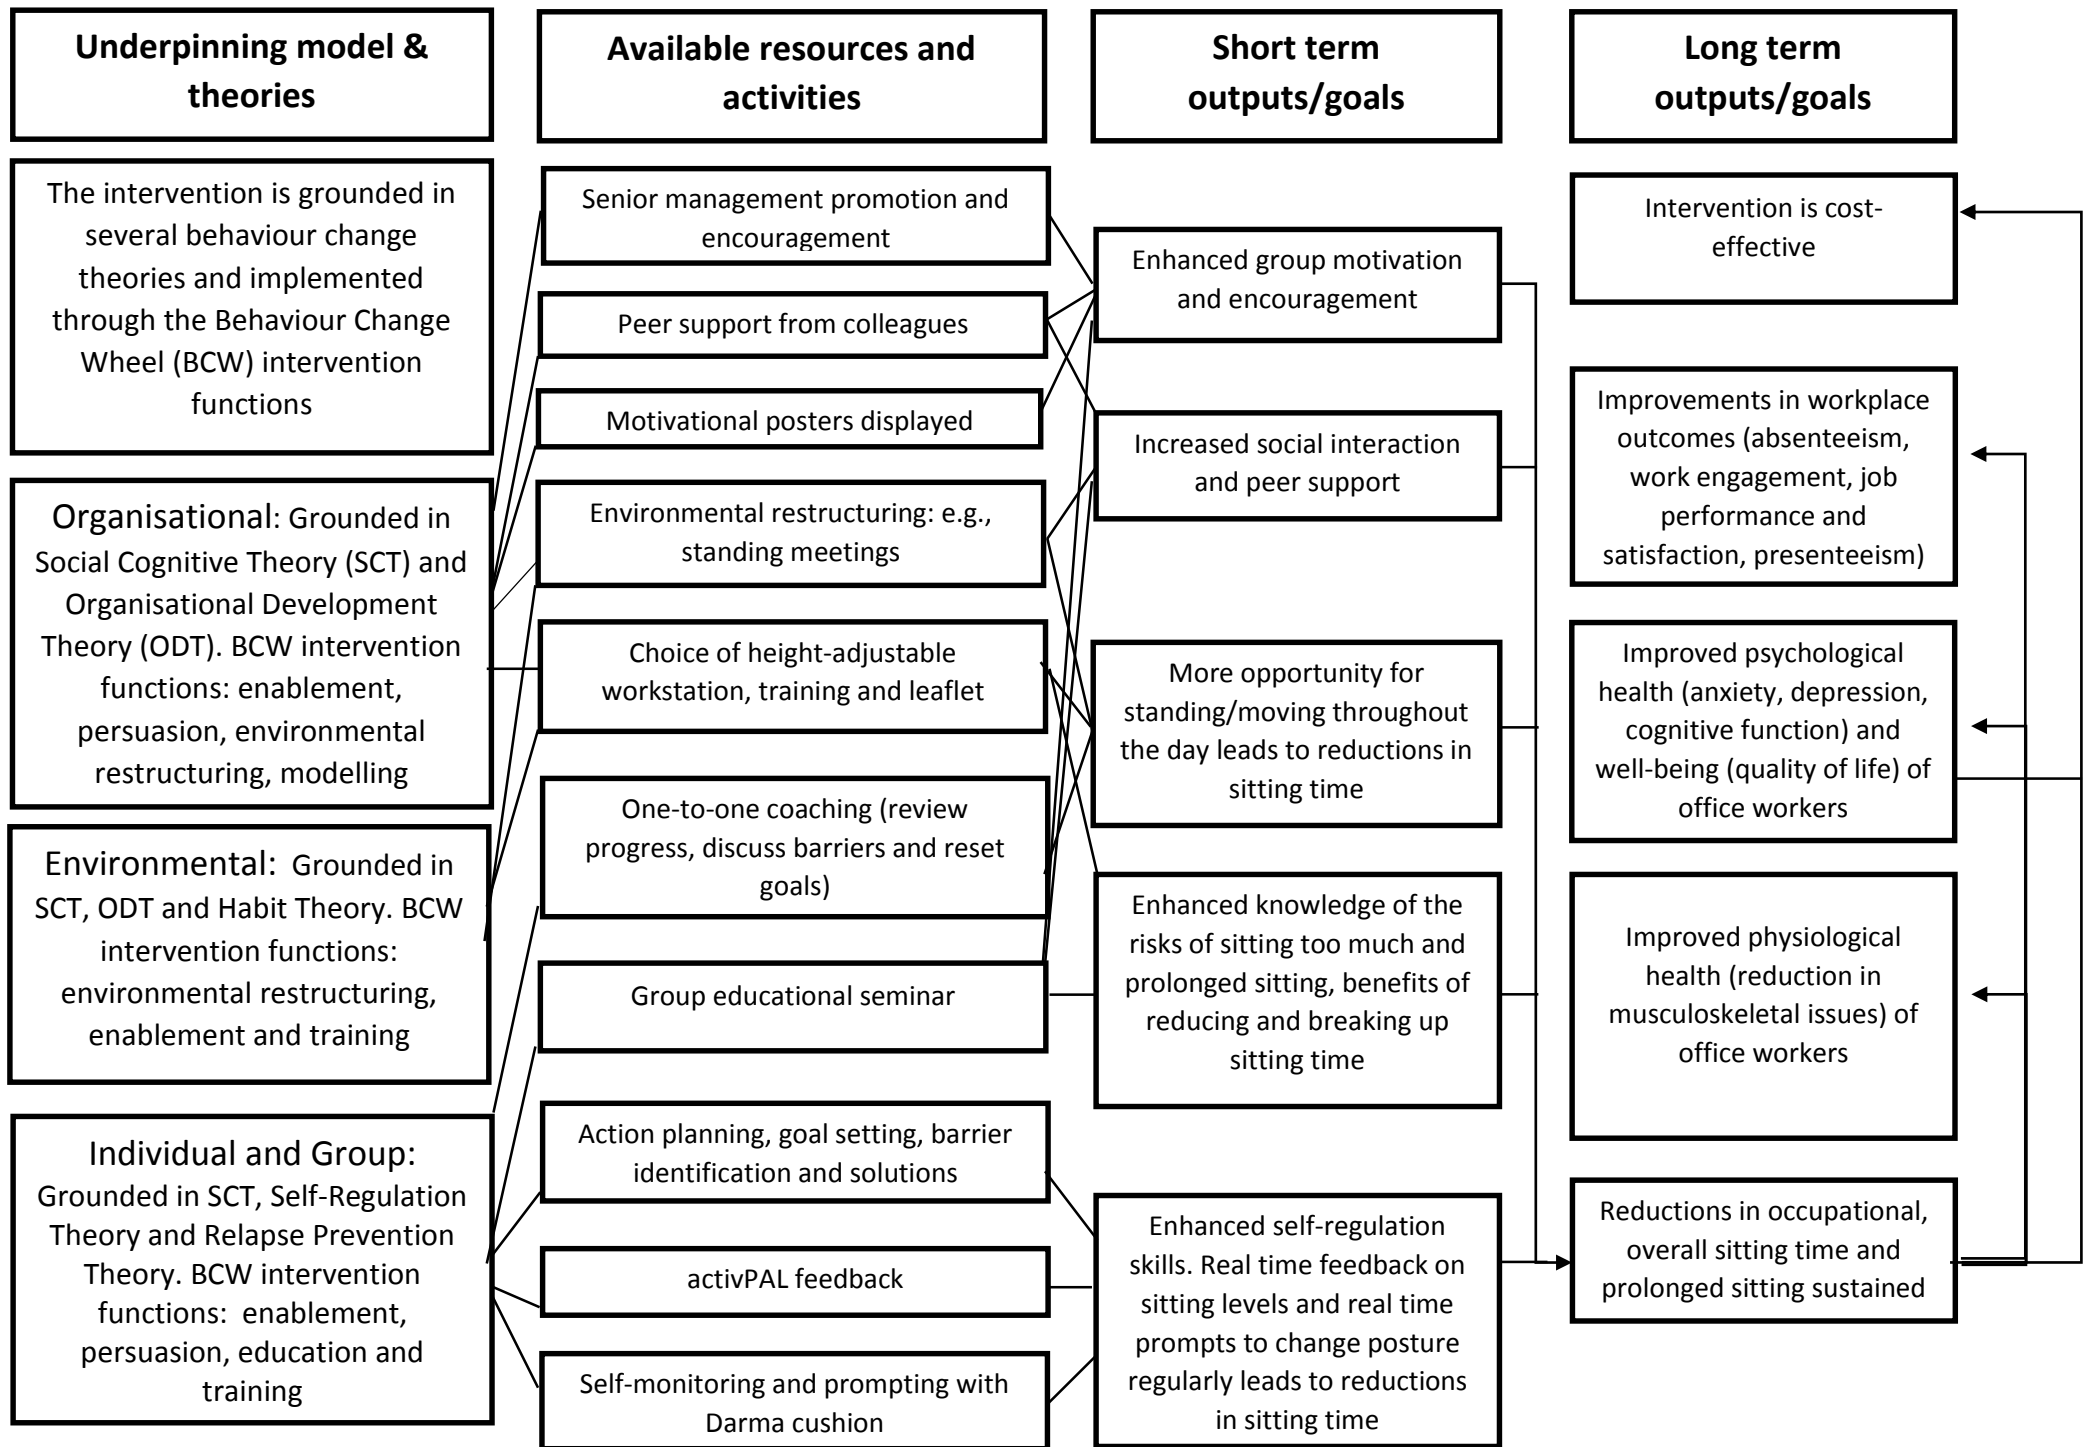 Underpinning model &
theories
Available resources and
activities
Short term
outputs/goals
Long term
outputs/goals
The intervention is grounded in
several behaviour change
theories and implemented
through the Behaviour Change
Wheel (BCW) intervention
functions
Organisational: Grounded in
Social Cognitive Theory (SCT) and
Organisational Development
Theory (ODT). BCW intervention
functions: enablement,
persuasion, environmental
restructuring, modelling
Environmental: Grounded in
SCT, ODT and Habit Theory. BCW
intervention functions:
environmental restructuring,
enablement and training
Individual and Group:
Grounded in SCT, Self-Regulation
Theory and Relapse Prevention
Theory. BCW intervention
functions: enablement,
persuasion, education and
training
Senior management promotion and
encouragement
Peer support from colleagues
Motivational posters displayed
Environmental restructuring: e.g.,
standing meetings
Choice of height-adjustable
workstation, training and leaflet
One-to-one coaching (review
progress, discuss barriers and reset
goals)
Group educational seminar
Action planning, goal setting, barrier
identification and solutions
activPAL feedback
Self-monitoring and prompting with
Darma cushion
Enhanced group motivation
and encouragement
Increased social interaction
and peer support
More opportunity for
standing/moving throughout
the day leads to reductions in
sitting time
Enhanced knowledge of the
risks of sitting too much and
prolonged sitting, benefits of
reducing and breaking up
sitting time
Enhanced self-regulation
skills. Real time feedback on
sitting levels and real time
prompts to change posture
regularly leads to reductions
in sitting time
Intervention is cost-
effective
Improvements in workplace
outcomes (absenteeism,
work engagement, job
performance and
satisfaction, presenteeism)
Improved psychological
health (anxiety, depression,
cognitive function) and
well-being (quality of life) of
office workers
Improved physiological
health (reduction in
musculoskeletal issues) of
office workers
Reductions in occupational,
overall sitting time and
prolonged sitting sustained